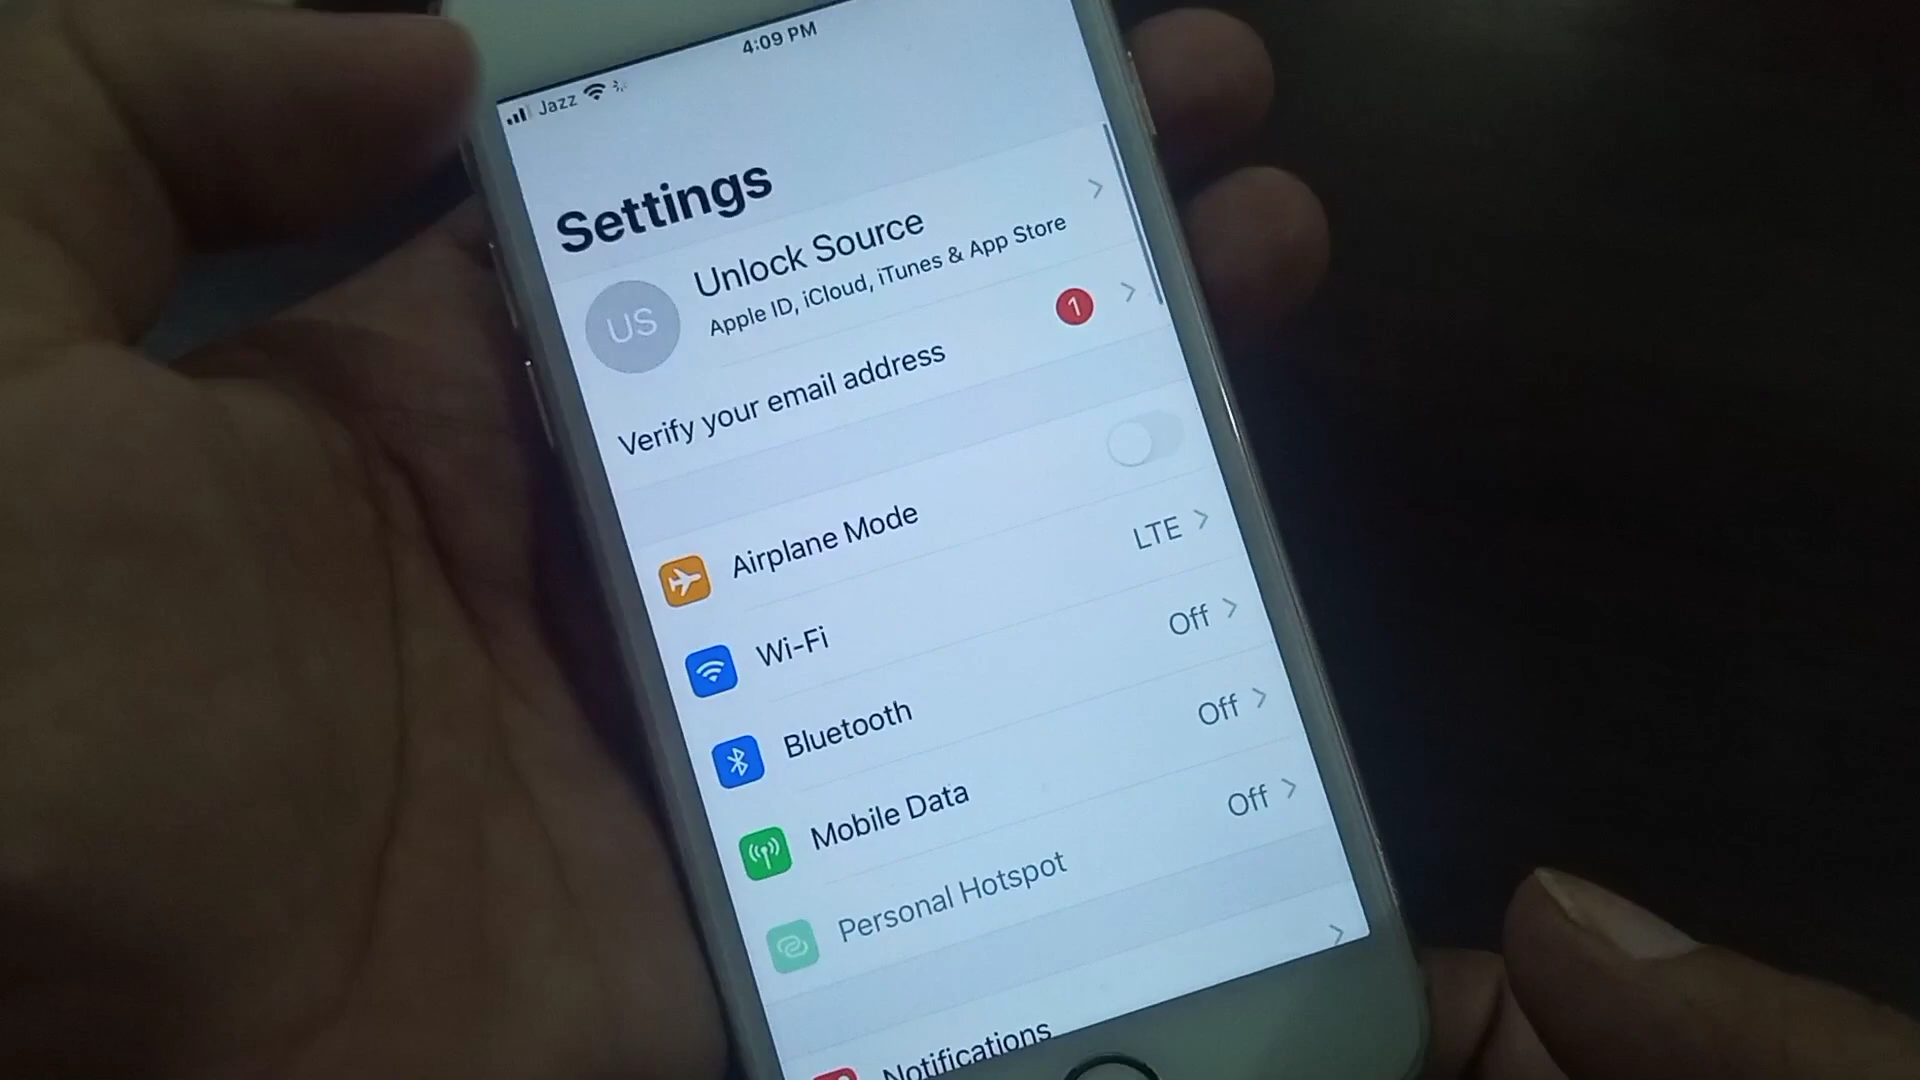 4:09 PM
Jazz
Settings
US
Unlock Source
Apple ID, iCloud, iTunes & App Store
Verify your email address
1
Airplane Mode
Wi-Fi
LTE
Bluetooth
Off
Mobile Data
Off
Personal Hotspot
Off
Notifications